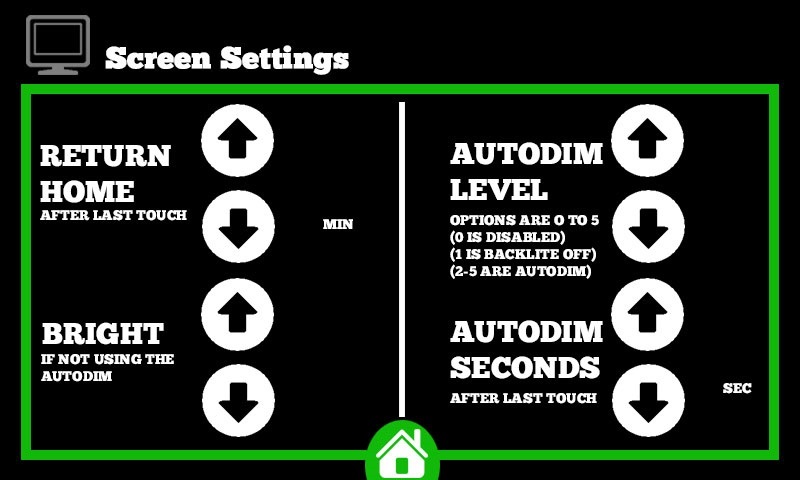 Screen Settings
RETURN
HOME
AFTER LAST TOUCH
MIN
BRIGHT
IF NOT USING THE
AUTODIM
AUTODIM
LEVEL
OPTIONS ARE 0 TO 5
(0 IS DISABLED)
(1 IS BACKLITE OFF)
(2-5 ARE AUTODIM)
AUTODIM
SECONDS
AFTER LAST TOUCH
SEC